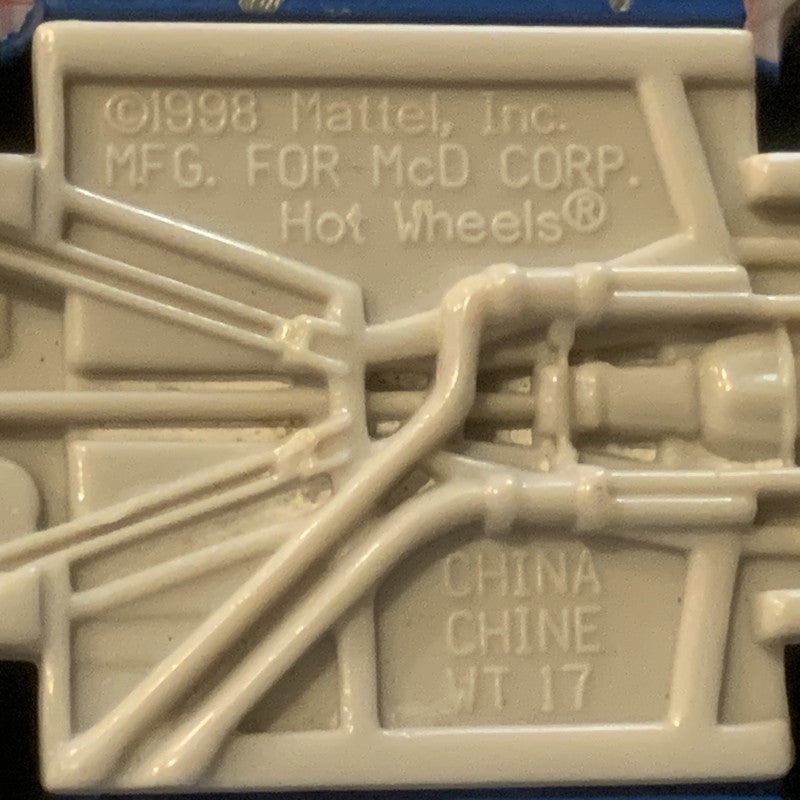 ©1998 Mattel, Inc.
MFG. FOR McD CORP.
Hot Wheels®
CHINA
CHINE
WT 17